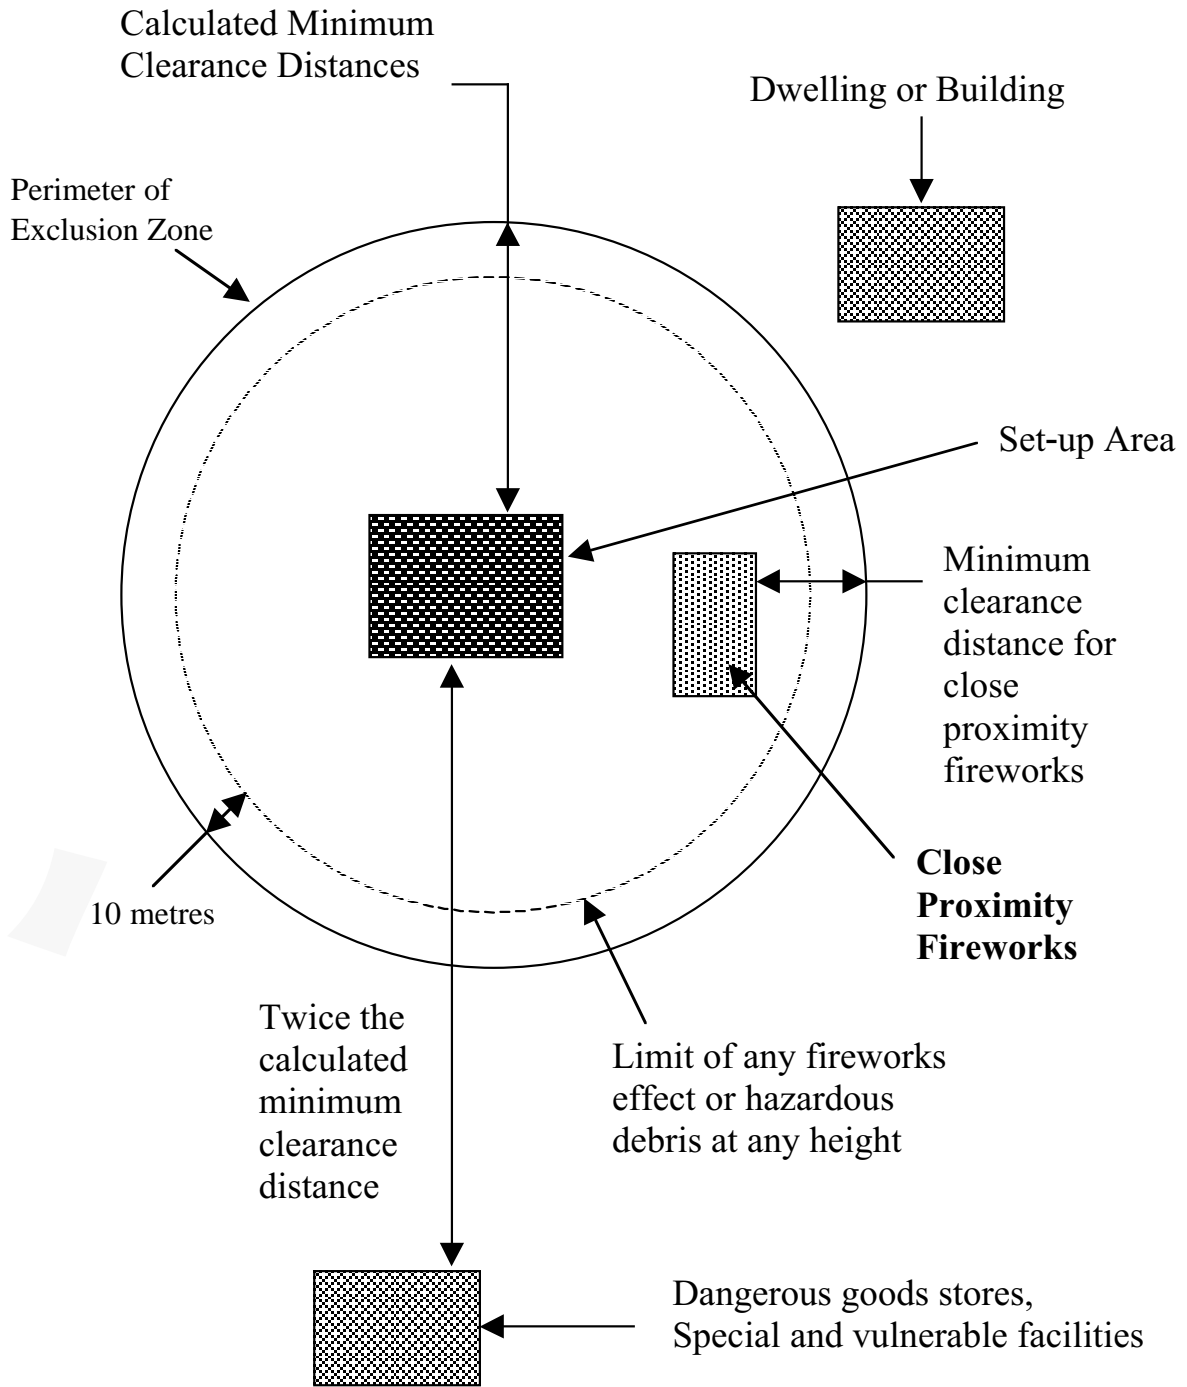 Calculated Minimum
Clearance Distances
Dwelling or Building
Perimeter of
Exclusion Zone
Set-up Area
Minimum
clearance
distance for
close
proximity
fireworks
Close
Proximity
Fireworks
10 metres
Twice the
calculated
minimum
clearance
distance
Limit of any fireworks
effect or hazardous
debris at any height
Dangerous goods stores,
Special and vulnerable facilities